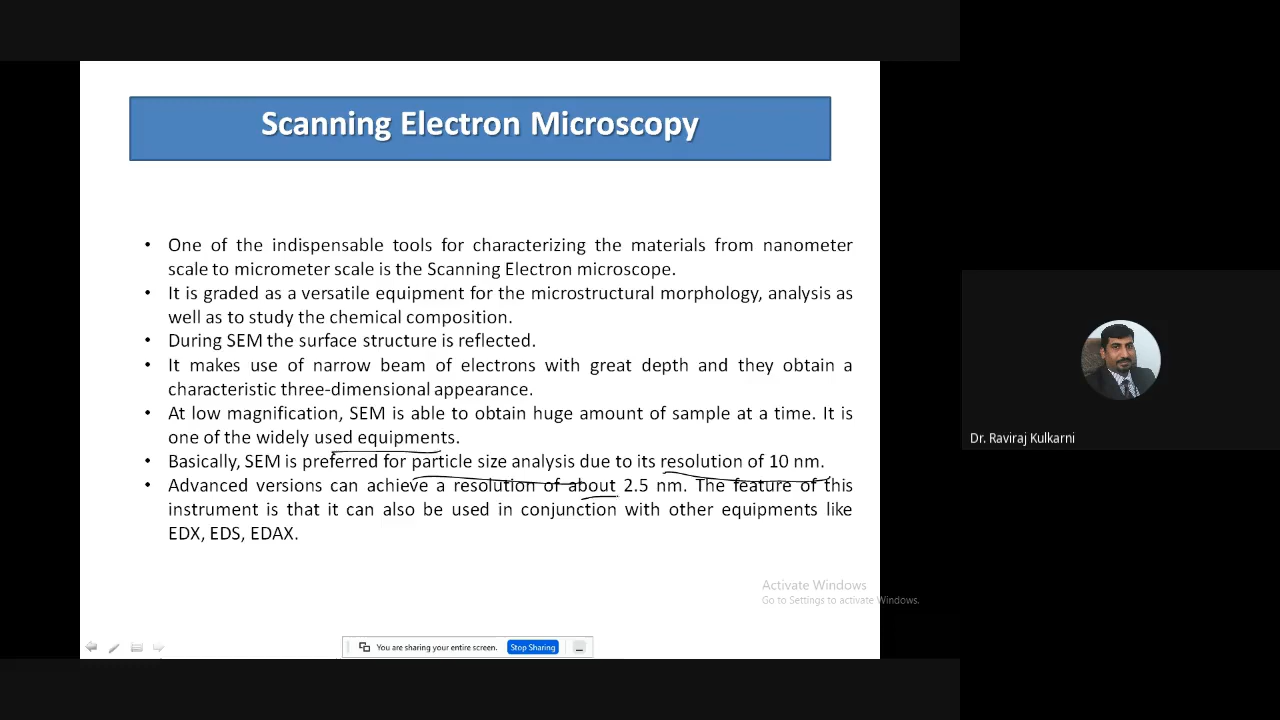 Scanning Electron Microscopy
• One of the indispensable tools for characterizing the materials from nanometer
scale to micrometer scale is the Scanning Electron microscope.
• It is graded as a versatile equipment for the microstructural morphology, analysis as
well as to study the chemical composition.
• During SEM the surface structure is reflected.
• It makes use of narrow beam of electrons with great depth and they obtain a
characteristic three-dimensional appearance.
• At low magnification, SEM is able to obtain huge amount of sample at a time. It is
one of the widely used equipments.
• Basically, SEM is preferred for particle size analysis due to its resolution of 10 nm.
• Advanced versions can achieve a resolution of about 2.5 nm. The feature of this
instrument is that it can also be used in conjunction with other equipments like
EDX, EDS, EDAX.
Dr. Raviraj Kulkarni
Activate Windows
Go to Settings to activate Windows.
You are sharing your entire screen. Stop Sharing